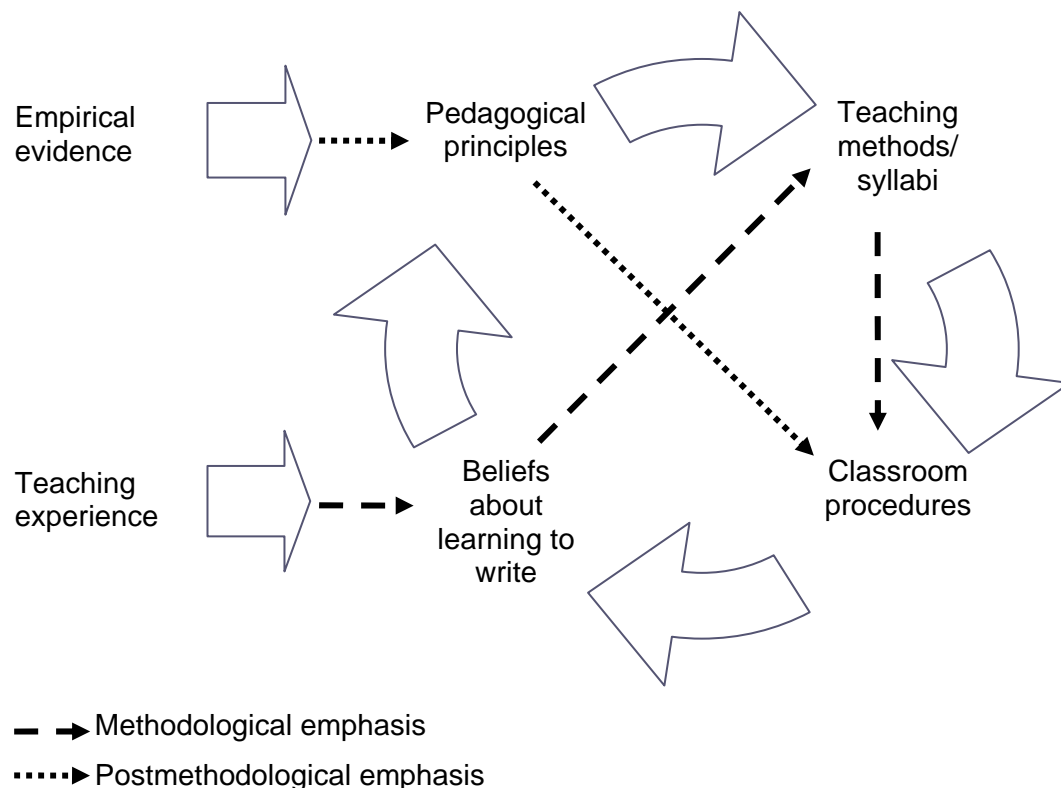 Empirical
evidence
Pedagogical
principles
Teaching
methods/
syllabi
Teaching
experience
Beliefs
about
learning to
write
Classroom
procedures
Methodological emphasis
Postmethodological emphasis